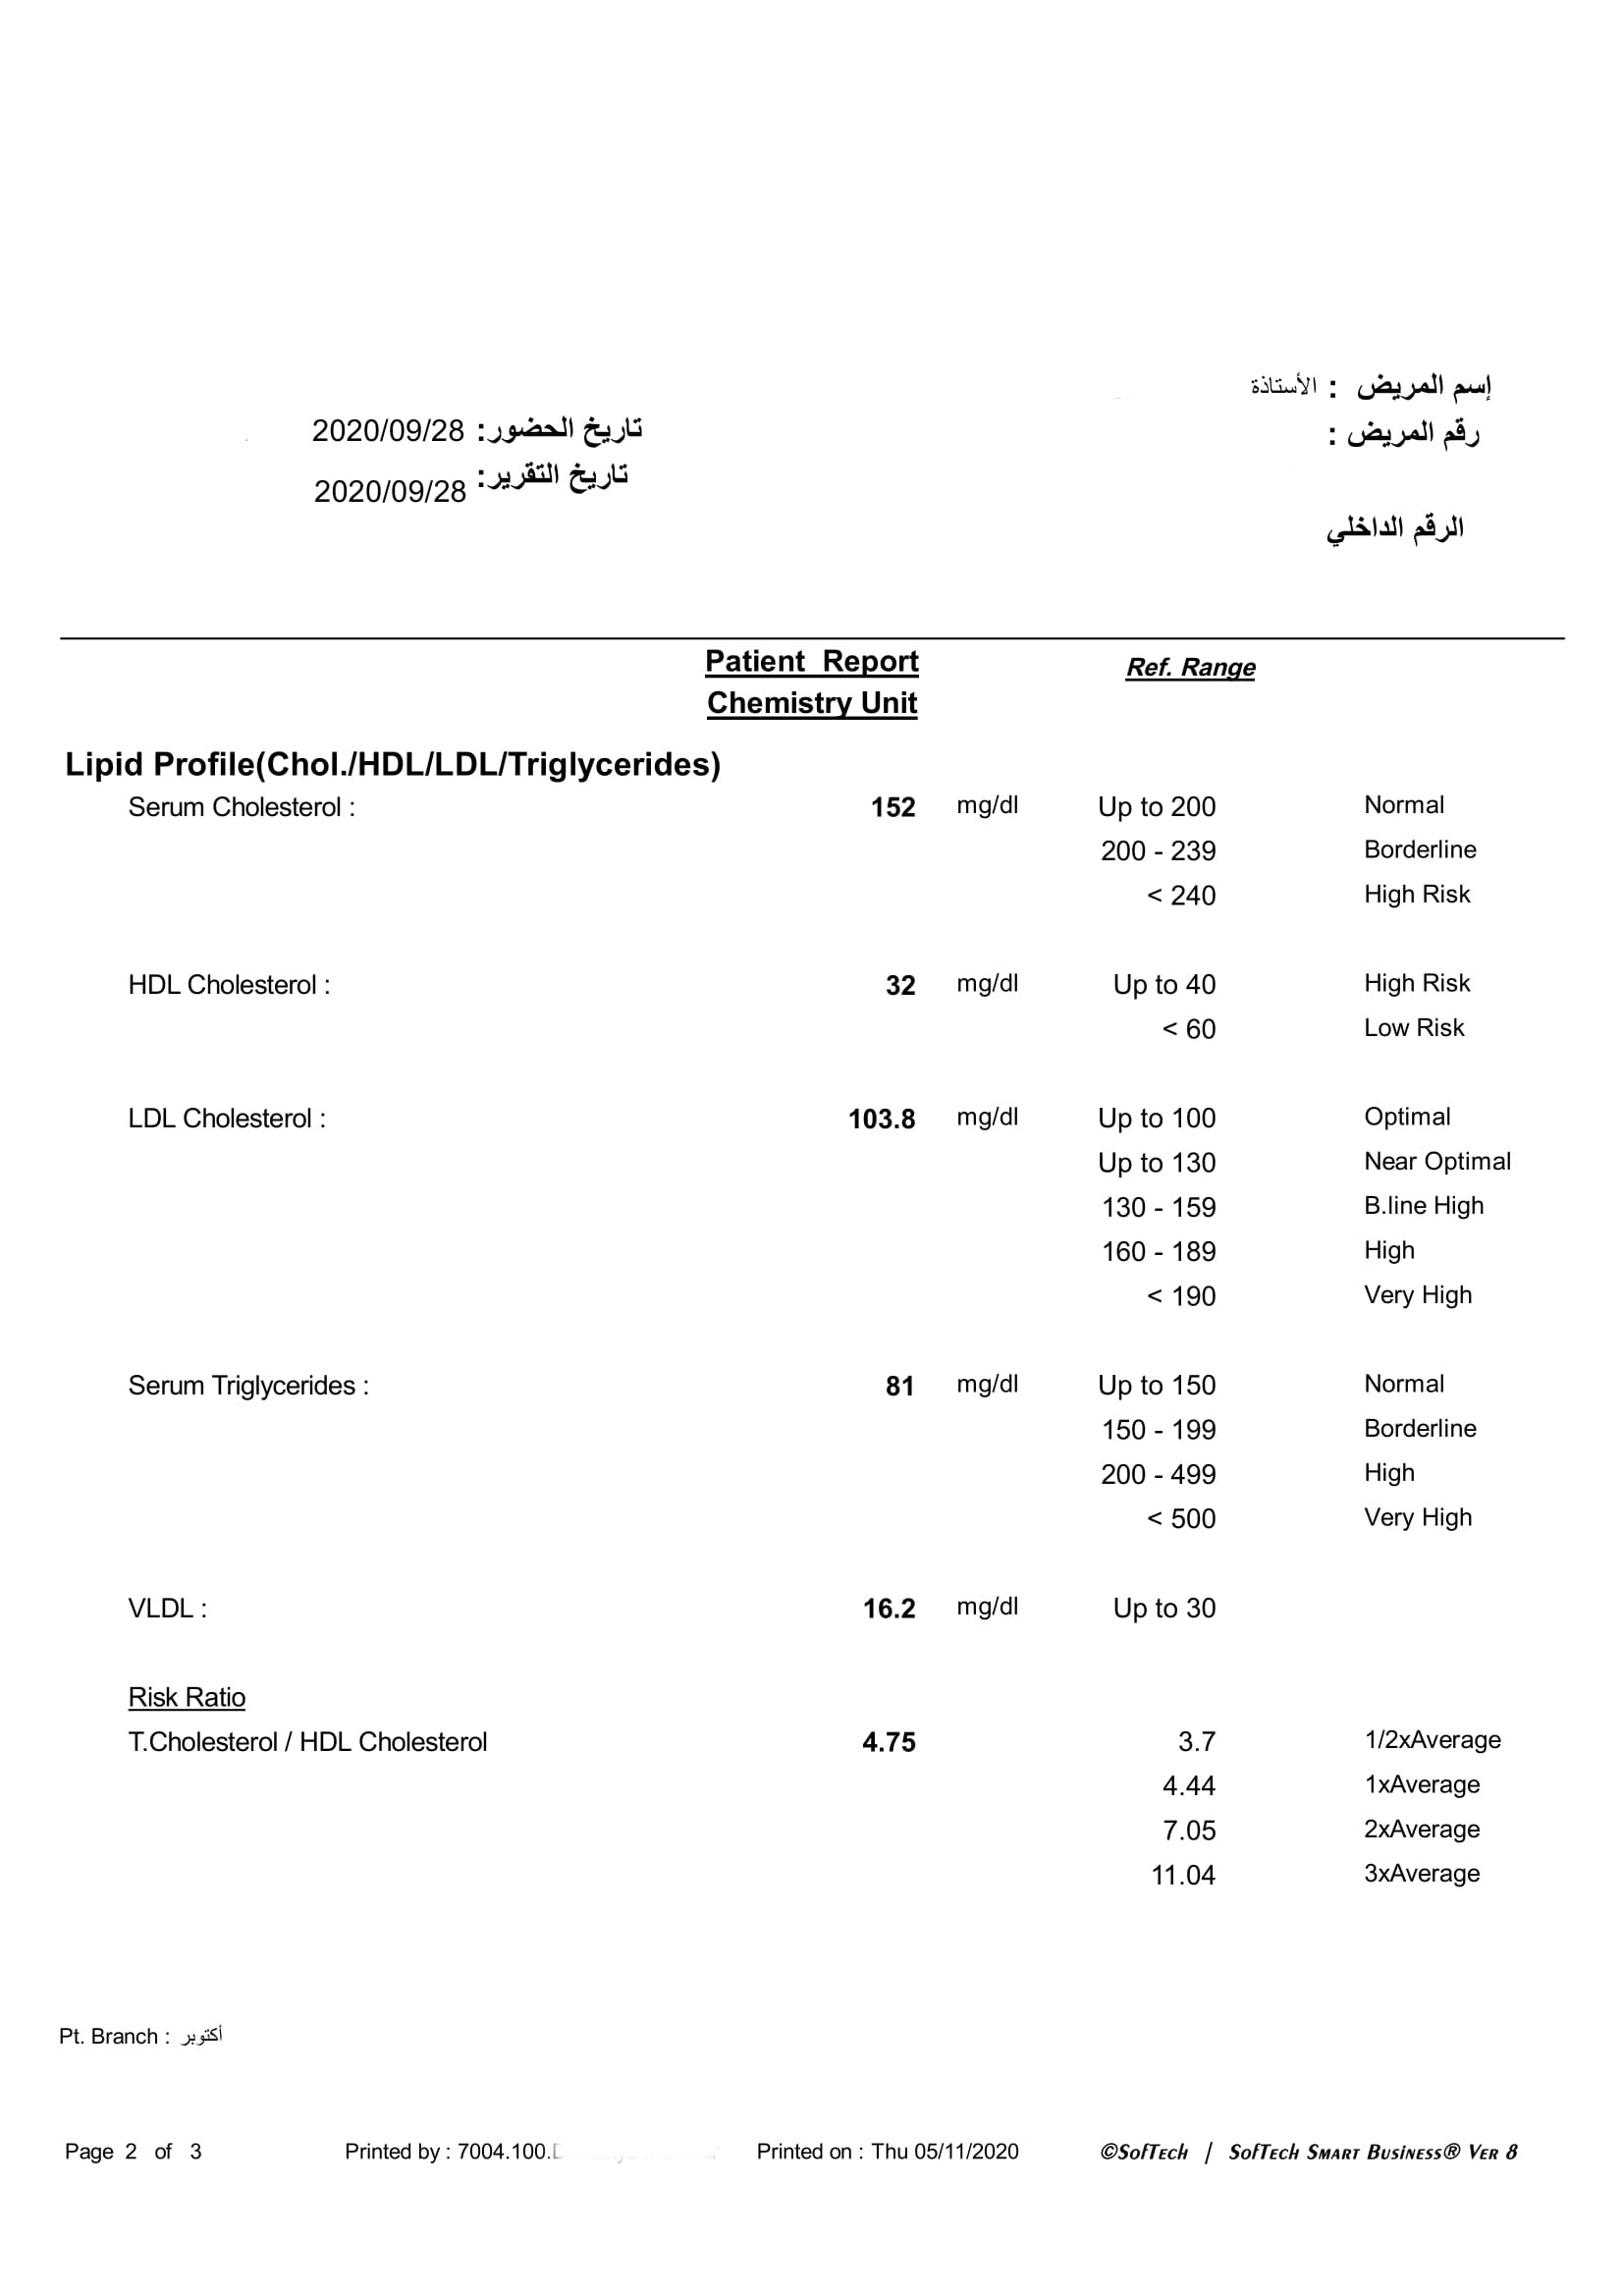 إسم المريض : الأستاذة
تاريخ الحضور: 2020/09/28
رقم المريض :
تاريخ التقرير: 2020/09/28
الرقم الداخلي
Patient Report
Ref. Range
Chemistry Unit
Lipid Profile(Chol./HDL/LDL/Triglycerides)
Serum Cholesterol : 152 mg/dl Up to 200 Normal
200 - 239 Borderline
< 240 High Risk
HDL Cholesterol : 32 mg/dl Up to 40 High Risk
< 60 Low Risk
LDL Cholesterol : 103.8 mg/dl Up to 100 Optimal
Up to 130 Near Optimal
130 - 159 B.line High
160 - 189 High
< 190 Very High
Serum Triglycerides : 81 mg/dl Up to 150 Normal
150 - 199 Borderline
200 - 499 High
< 500 Very High
VLDL : 16.2 mg/dl Up to 30
Risk Ratio
T.Cholesterol / HDL Cholesterol 4.75 3.7 1/2xAverage
4.44 1xAverage
7.05 2xAverage
11.04 3xAverage
Pt. Branch : أكتوبر
Page 2 of 3 Printed by : 7004.100. Printed on : Thu 05/11/2020 ©SofTech | SofTech Smart Business® Ver 8